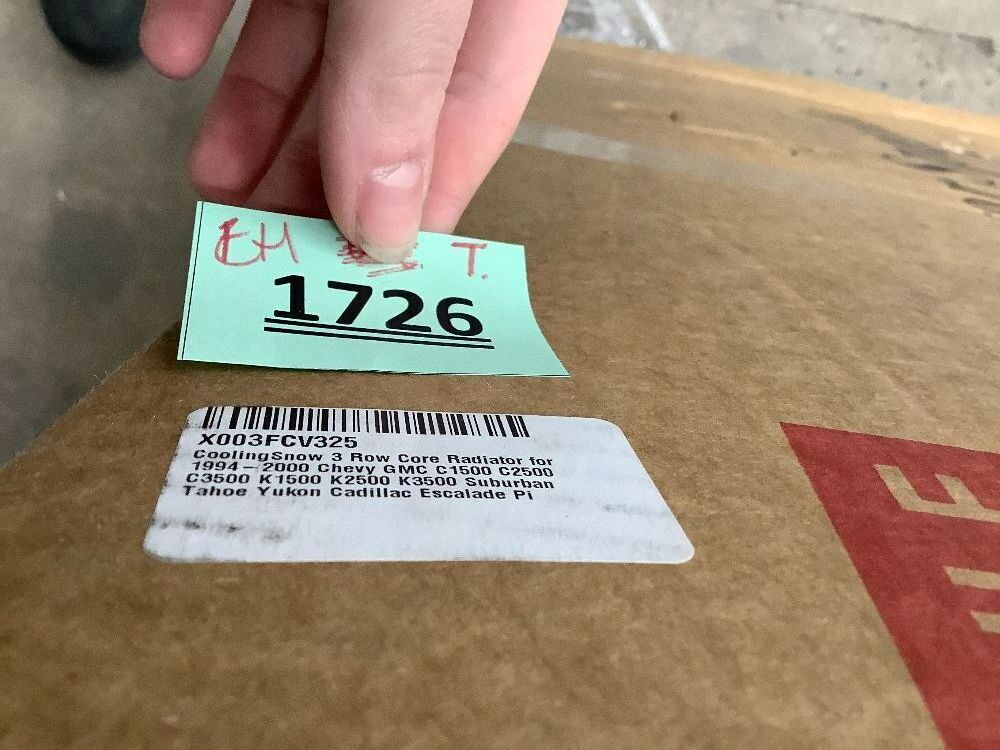 EH T.
1726
X003FCV325
CoolingSnow 3 Row Core Radiator for
1994 – 2000 Chevy GMC C1500 C2500
C3500 K1500 K2500 K3500 Suburban
Tahoe Yukon Cadillac Escalade Pi